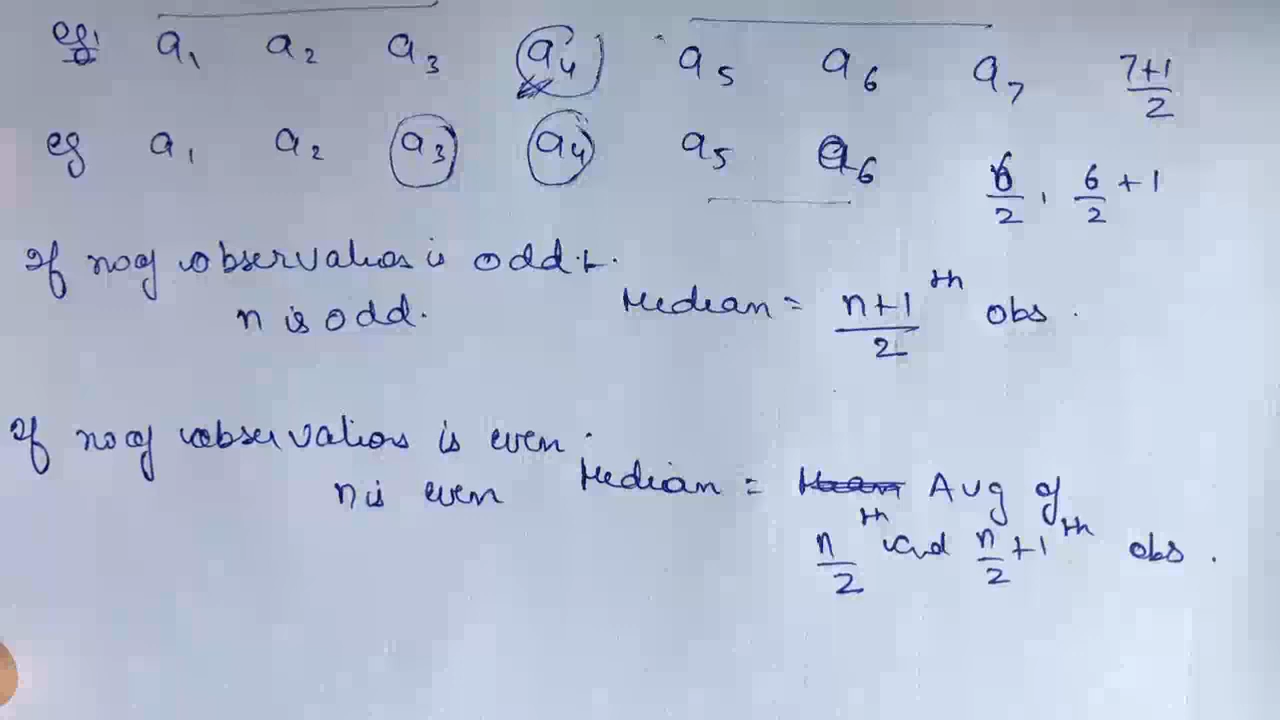 eg: a₁ a₂ a₃ a₄ a₅ a₆ a₇ 7+1/2
eg a₁ a₂ a₃ a₄ a₅ a₆ 6/2, 6/2 + 1
If no of observations is odd.
n is odd. Median = n+1/2 th obs.
If no of observations is even.
n is even Median = Mean Avg of
n/2 th and n/2 + 1 th obs.